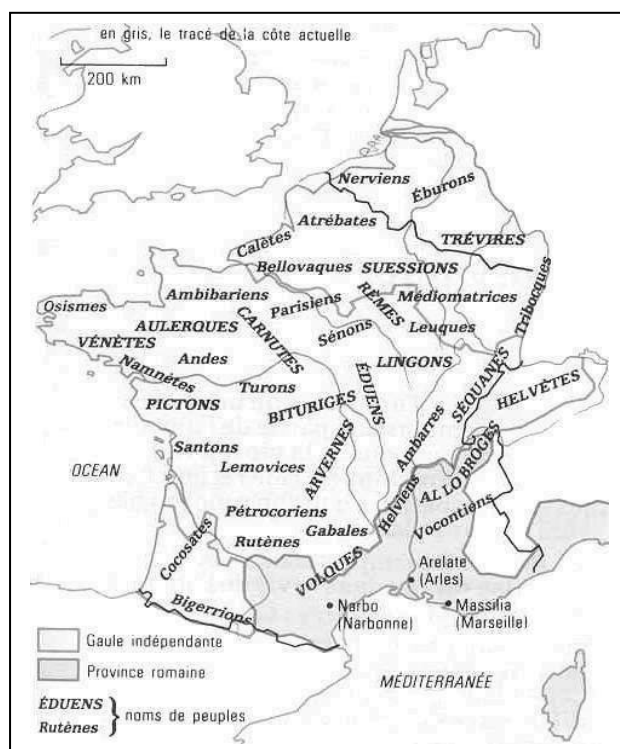 en gris, le tracé de la côte actuelle
200 km
Nerviens
Éburons
Atrébates
TRÉVIRES
Calètes
Bellovaques
SUESSIONS
Ambibariens
Parisiens
RÈMES
Médiomatrices
Tribocques
Osismes
AULERQUES
CARNUTES
Sénons
Leuques
VÉNÈTES
Andes
LINGONS
Namnètes
Turons
ÉDUENS
SÉQUANES
HELVÈTES
PICTONS
BITURIGES
Ambarres
Santons
Lemovices
ARVERNES
ALLOBROGES
OCEAN
Helviens
Vocontiens
Pétrocoriens
Gabales
Rutènes
Cocosates
VOLQUES
Arelate
(Arles)
Bigerrions
Narbo
(Narbonne)
Massilia
(Marseille)
Gaule indépendante
Province romaine
MÉDITERRANÉE
ÉDUENS
Rutènes
noms de peuples